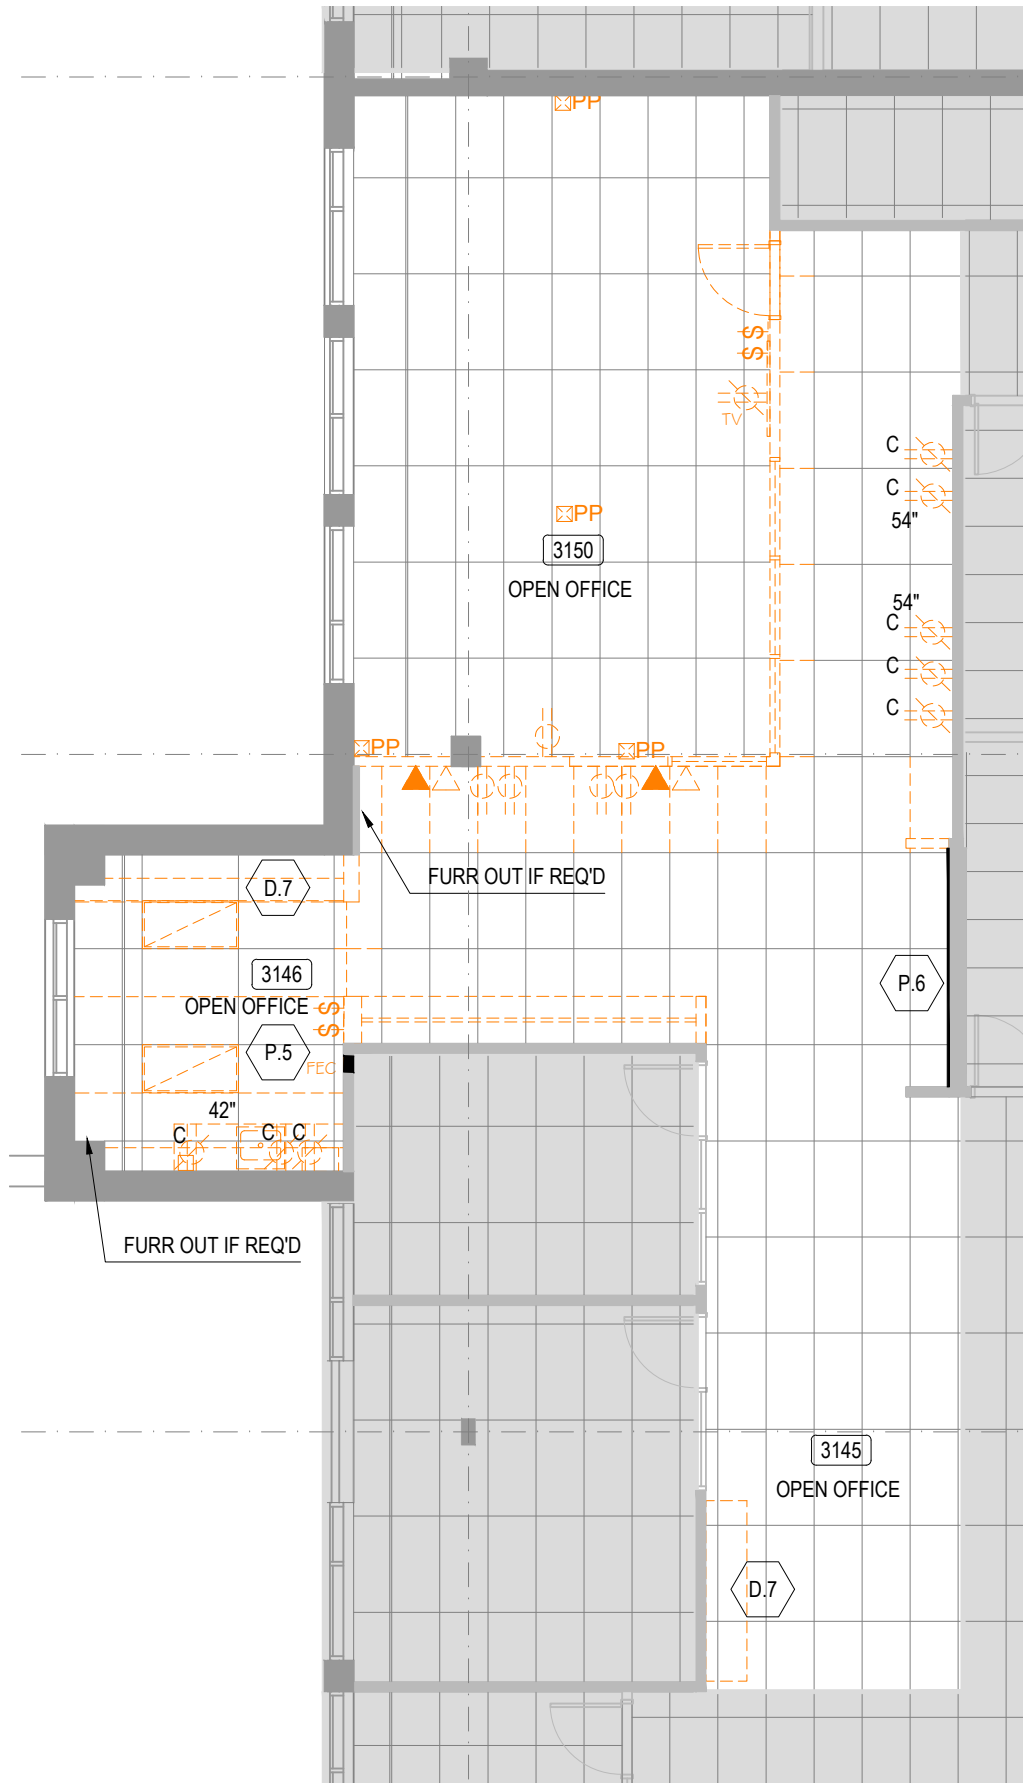 PP
S
S
TV
C
C
54"
PP
3150
OPEN OFFICE
54"
C
C
C
PP
PP
FURR OUT IF REQ'D
D.7
3146
OPEN OFFICE
S
S
P.6
P.5
FEC
42"
C
C
C
FURR OUT IF REQ'D
3145
OPEN OFFICE
D.7